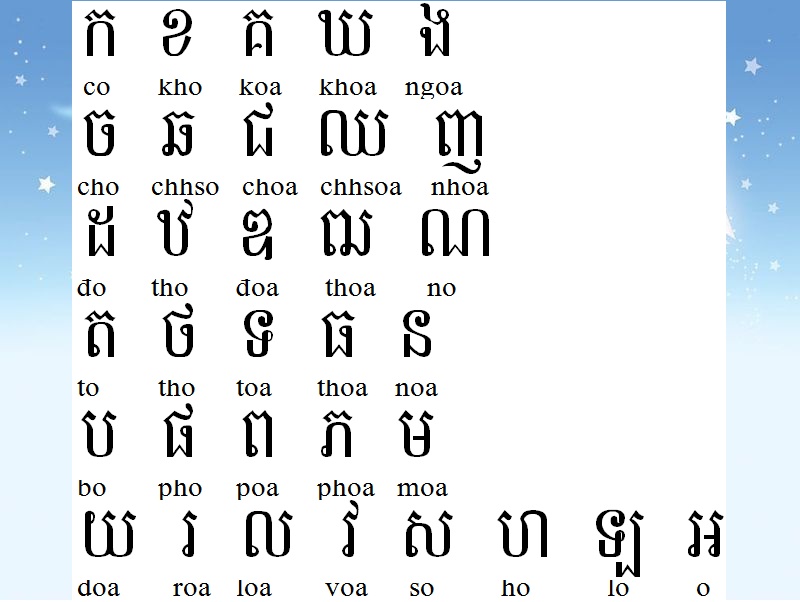 ក ខ គ ឃ ង
co kho koa khoa ngoa
ច ឆ ជ ឈ ញ
cho chhso choa chhsoa nhoa
ដ ឋ ឌ ឍ ណ
đo tho đoa thoa no
ត ថ ទ ធ ន
to tho toa thoa noa
ប ផ ព ភ ម
bo pho poa phoa moa
យ រ ល វ ស ហ ឡ អ
doa roa loa voa so ho lo o